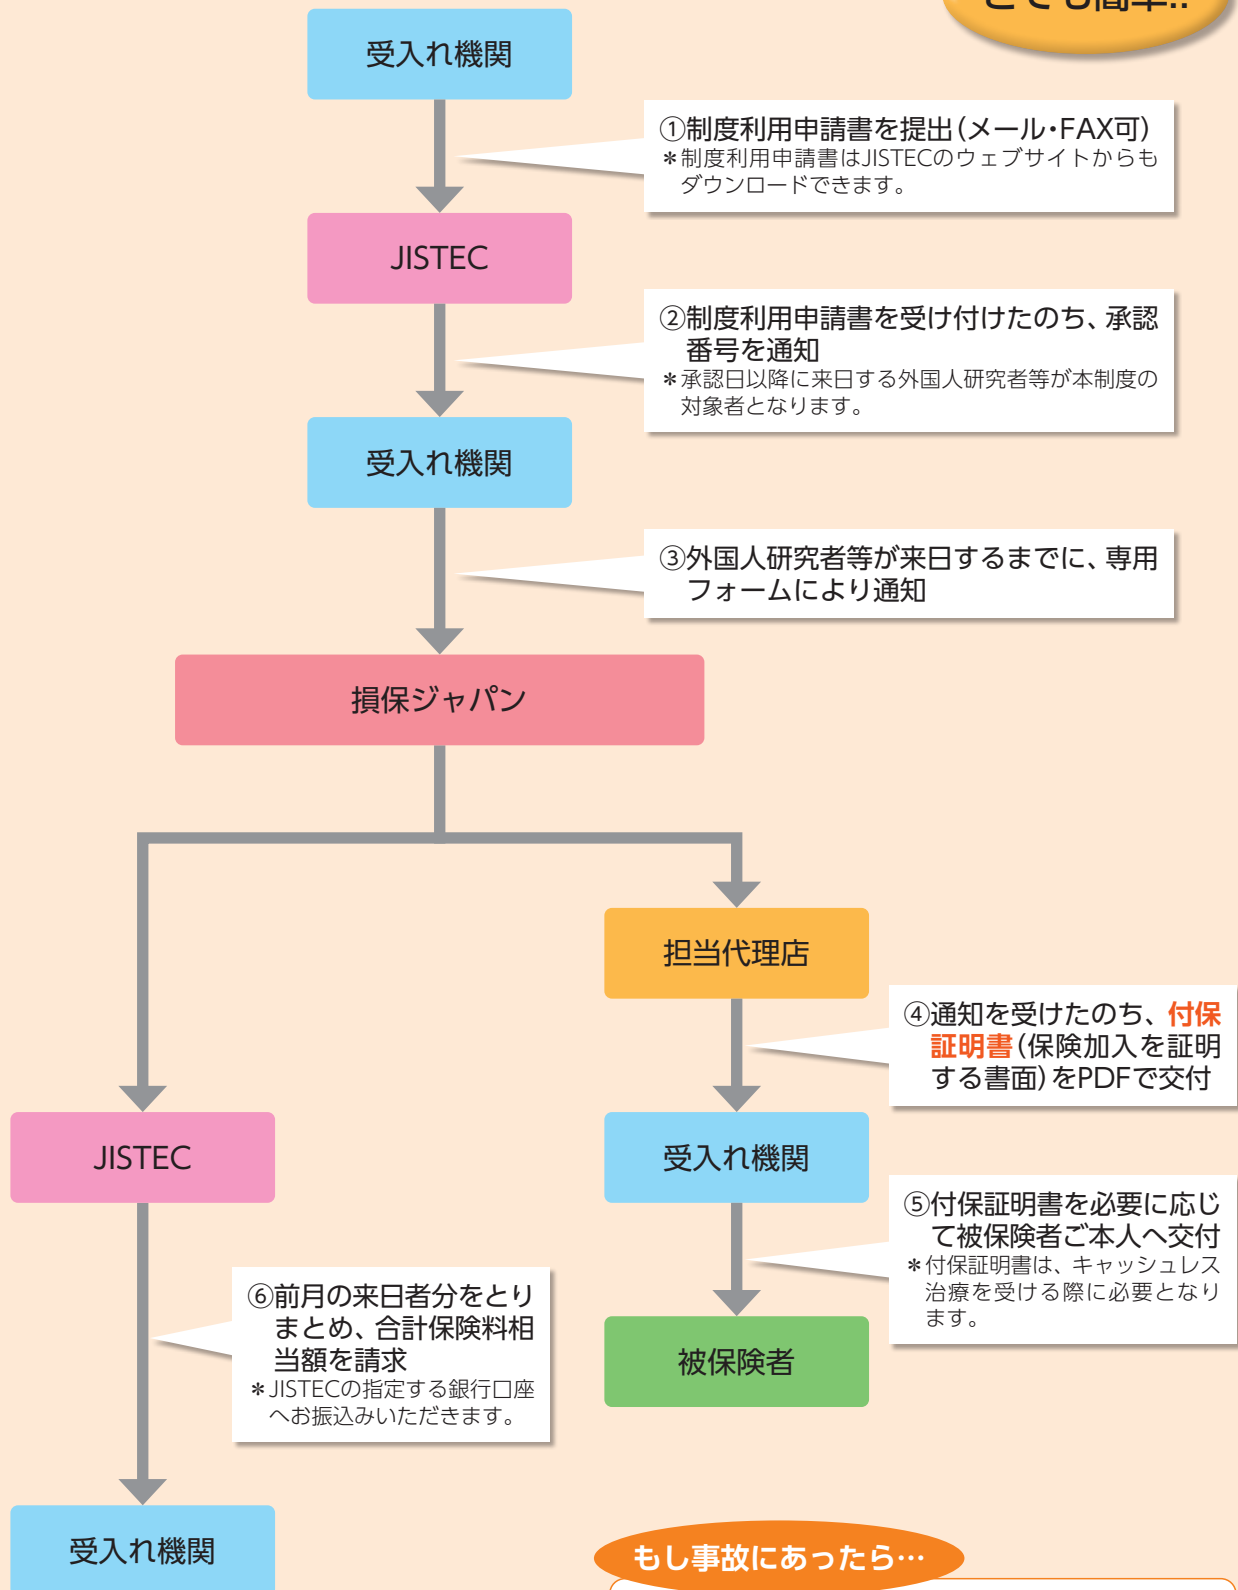 とても簡単!!
受入れ機関
①制度利用申請書を提出(メール・FAX可)
＊制度利用申請書はJISTECのウェブサイトからも
ダウンロードできます。
JISTEC
②制度利用申請書を受け付けたのち、承認
番号を通知
＊承認日以降に来日する外国人研究者等が本制度の
対象者となります。
受入れ機関
③外国人研究者等が来日するまでに、専用
フォームにより通知
損保ジャパン
担当代理店
④通知を受けたのち、付保
証明書(保険加入を証明
する書面)をPDFで交付
JISTEC
受入れ機関
⑤付保証明書を必要に応じ
て被保険者ご本人へ交付
＊付保証明書は、キャッシュレス
治療を受ける際に必要となり
ます。
⑥前月の来日者分をとり
まとめ、合計保険料相
当額を請求
＊JISTECの指定する銀行口座
へお振込みいただきます。
被保険者
受入れ機関
もし事故にあったら…